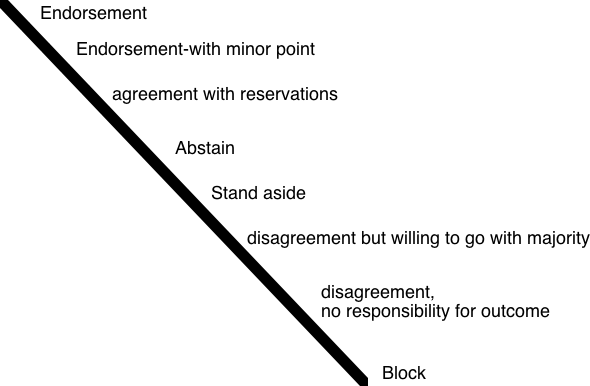 Endorsement
Endorsement-with minor point
agreement with reservations
Abstain
Stand aside
disagreement but willing to go with majority
disagreement,
no responsibility for outcome
Block